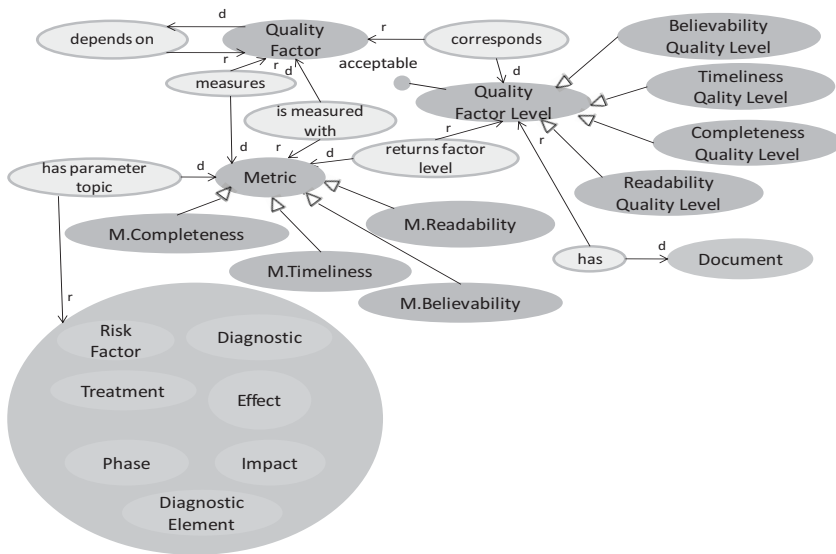 d
depends on
r
Quality
Factor
r
corresponds
Believability
Quality Level
r
r
d
measures
acceptable
d
Quality
Factor Level
Timeliness
Qality Level
is measured
with
r
r
Completeness
Quality Level
d
r
d
returns factor
level
has parameter
topic
d
Metric
Readability
Quality Level
M.Completeness
M.Readability
M.Timeliness
has
d
Document
M.Believability
r
Risk
Factor
Diagnostic
Treatment
Effect
Phase
Impact
Diagnostic
Element